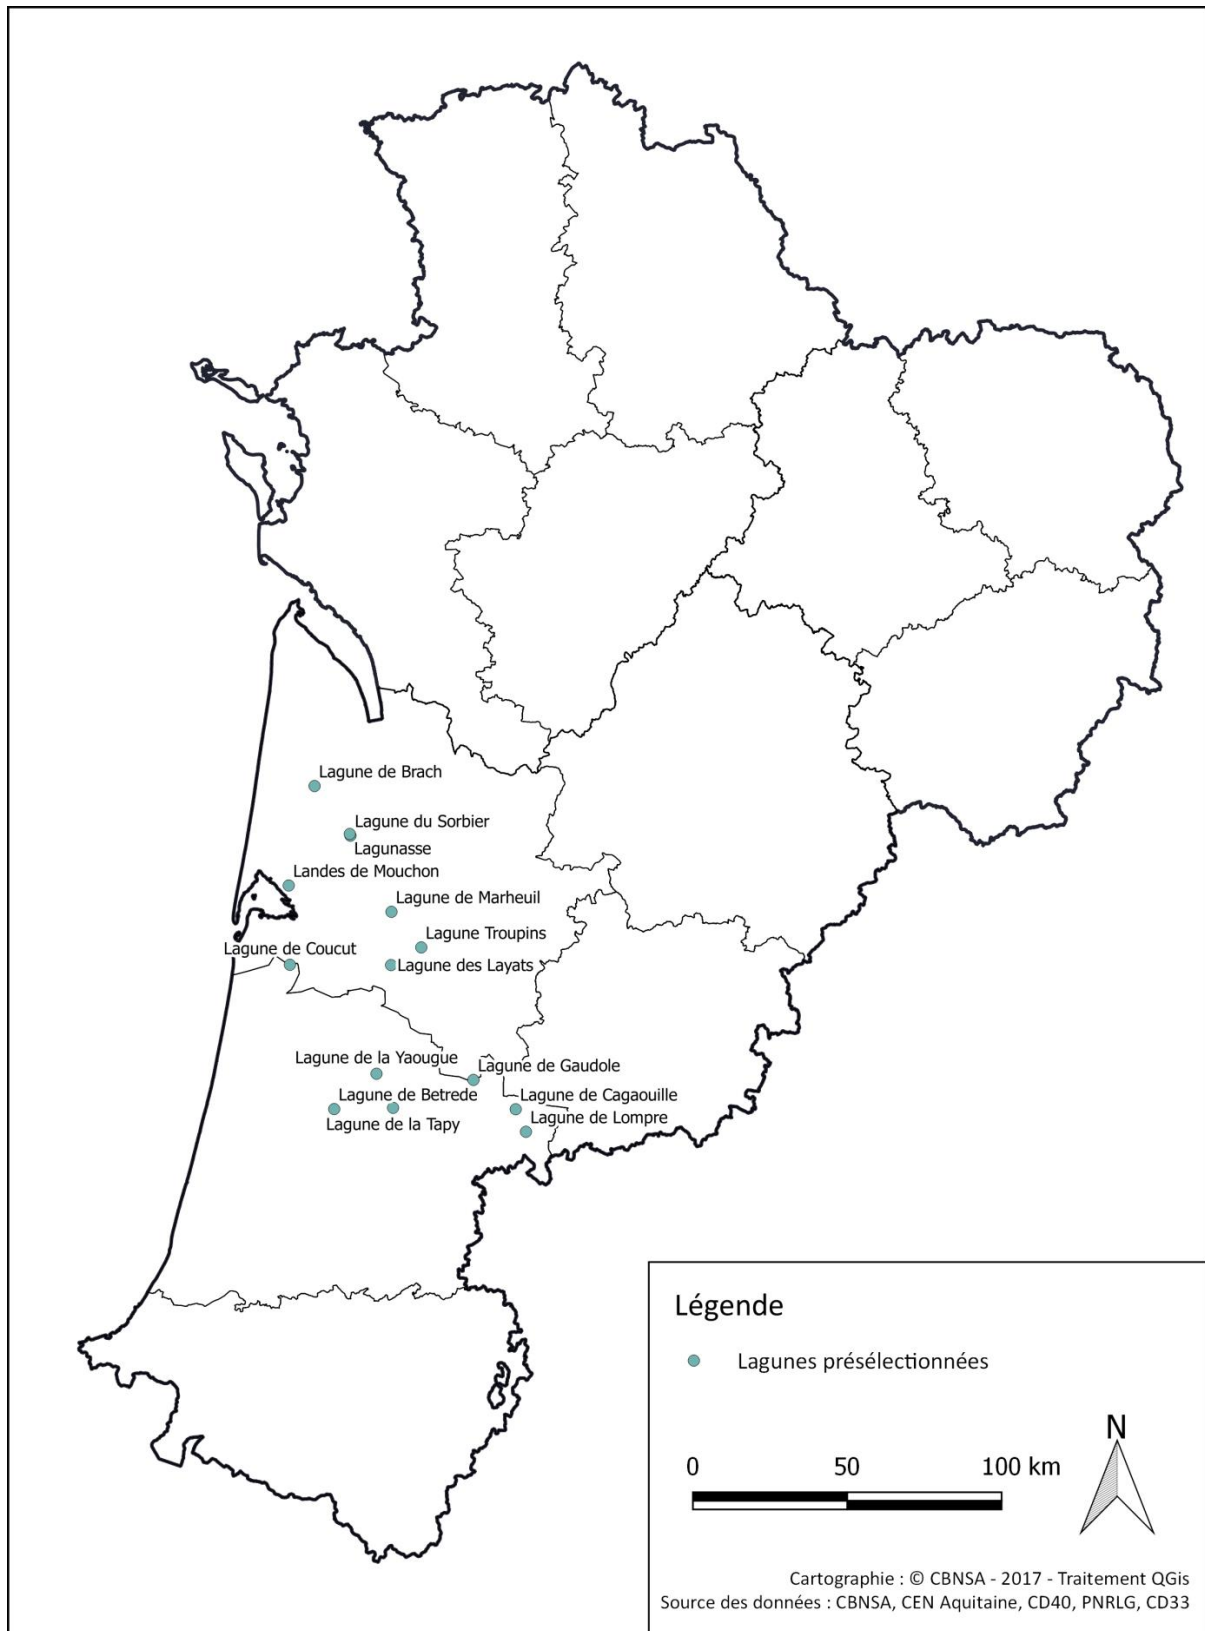 Lagune de Brach
Lagune du Sorbier
Lagunasse
Landes de Mouchon
Lagune de Marheuil
Lagune Troupins
Lagune de Coucut
Lagune des Layats
Lagune de la Yaougue
Lagune de Gaudole
Lagune de Betrede
Lagune de Cagaouille
Lagune de la Tapy
Lagune de Lompre
Légende
Lagunes présélectionnées
N
0 50 100 km
Cartographie : © CBNSA - 2017 - Traitement QGis
Source des données : CBNSA, CEN Aquitaine, CD40, PNRLG, CD33